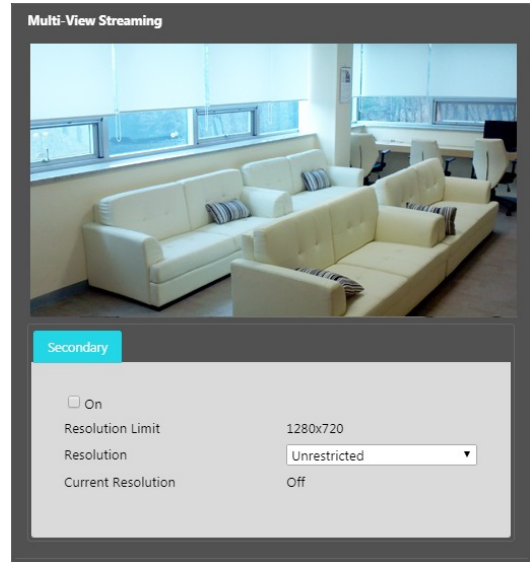 Multi-View Streaming
Secondary
On
Resolution Limit 1280x720
Resolution Unrestricted
Current Resolution Off